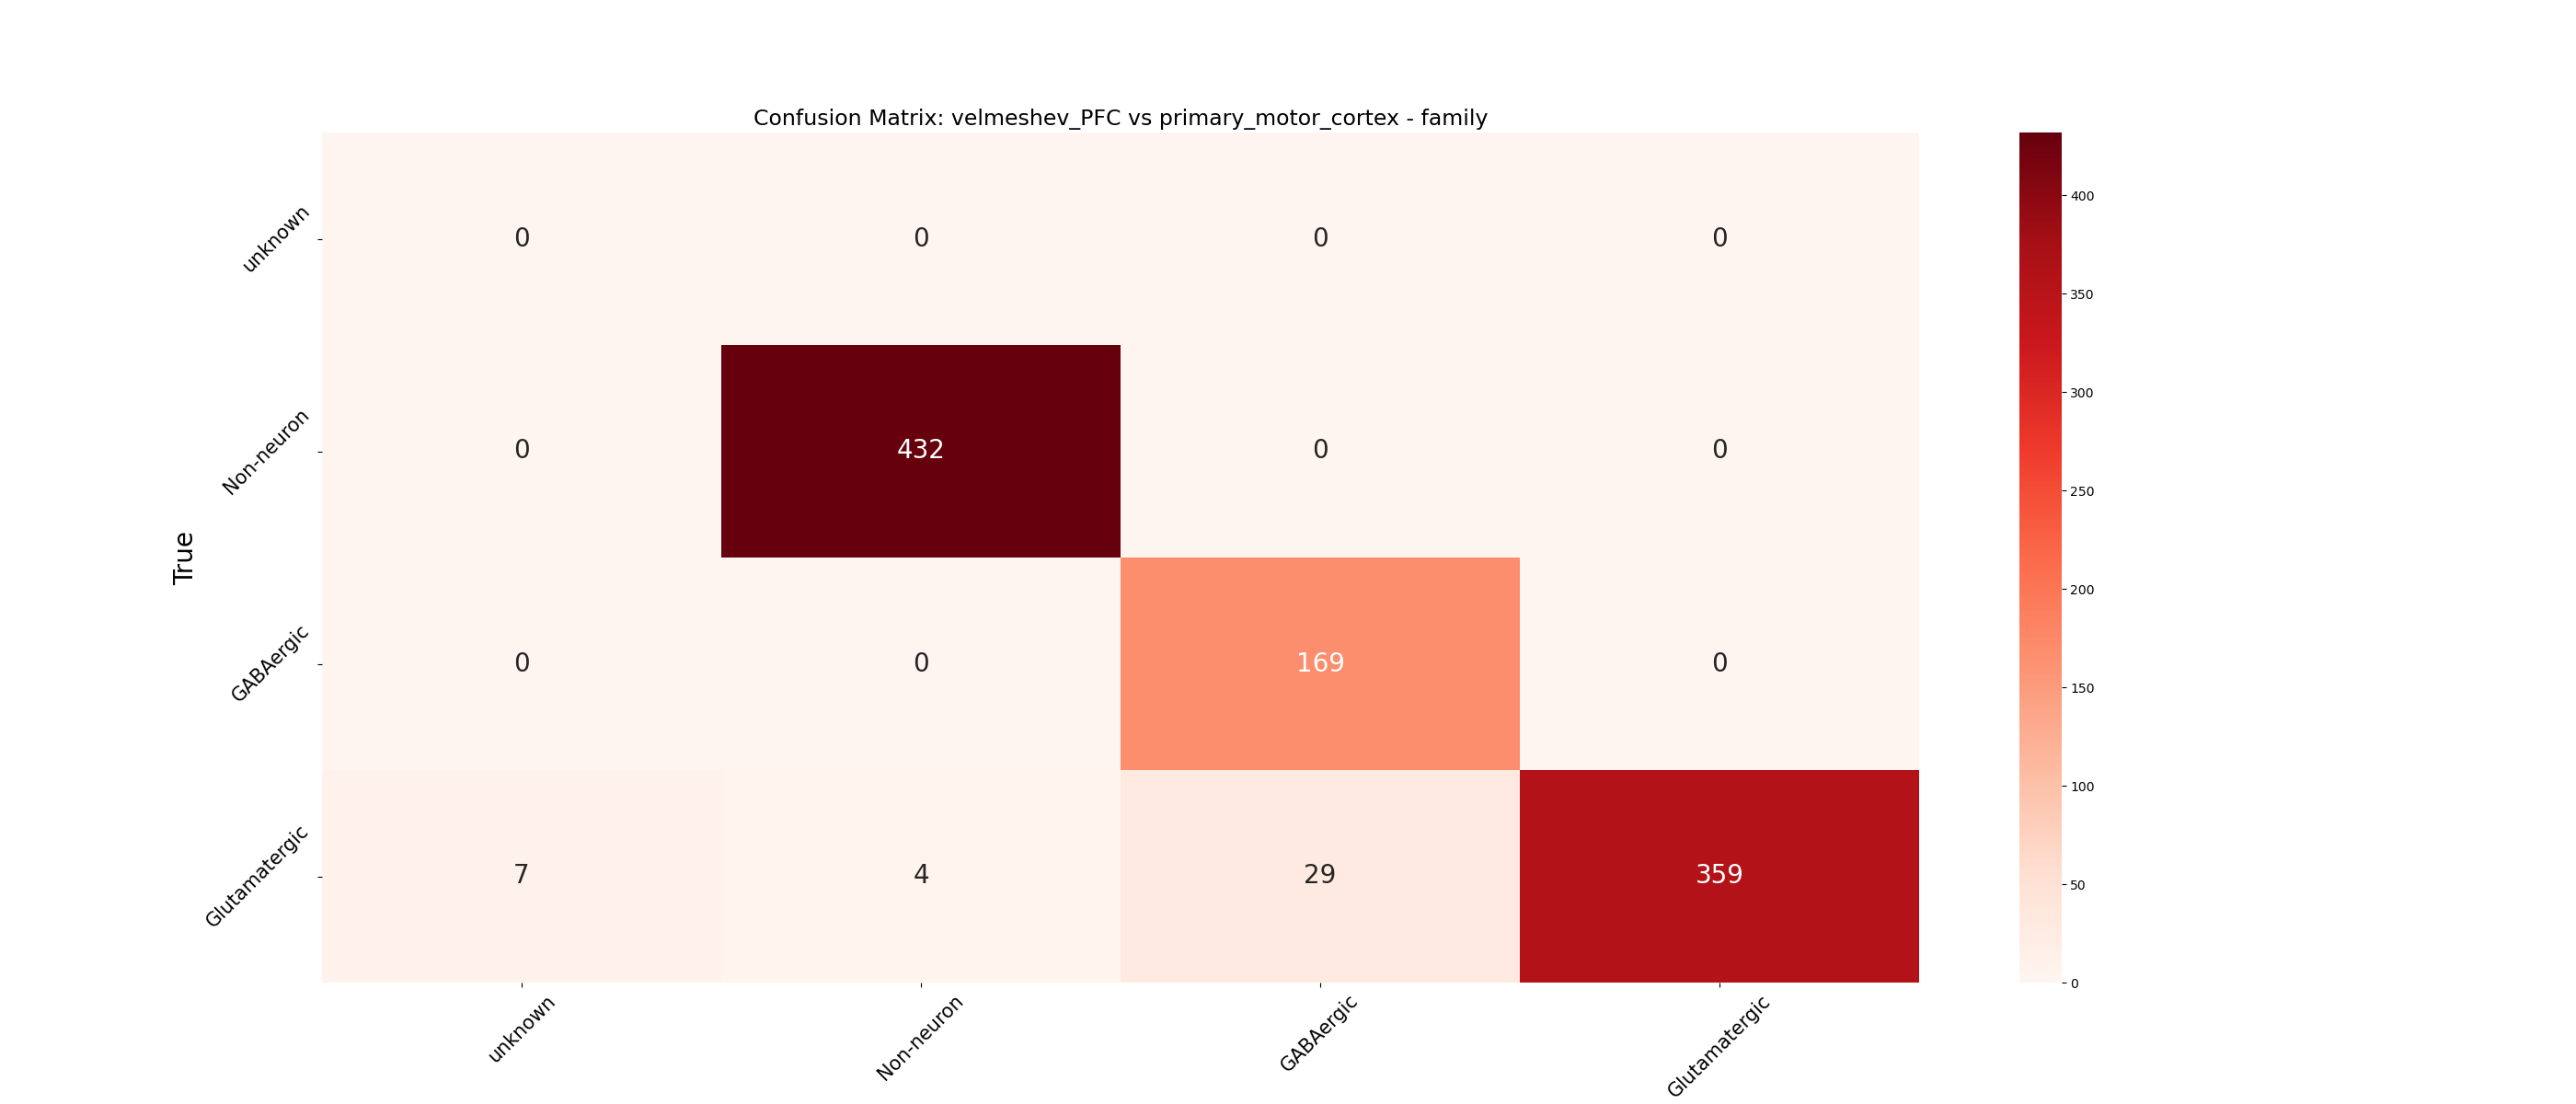 Confusion Matrix: velmeshev_PFC vs primary_motor_cortex - family
True
unknown 0 0 0 0
Non-neuron 0 432 0 0
GABAergic 0 0 169 0
Glutamatergic 7 4 29 359
unknown Non-neuron GABAergic Glutamatergic
400
350
300
250
200
150
100
50
0